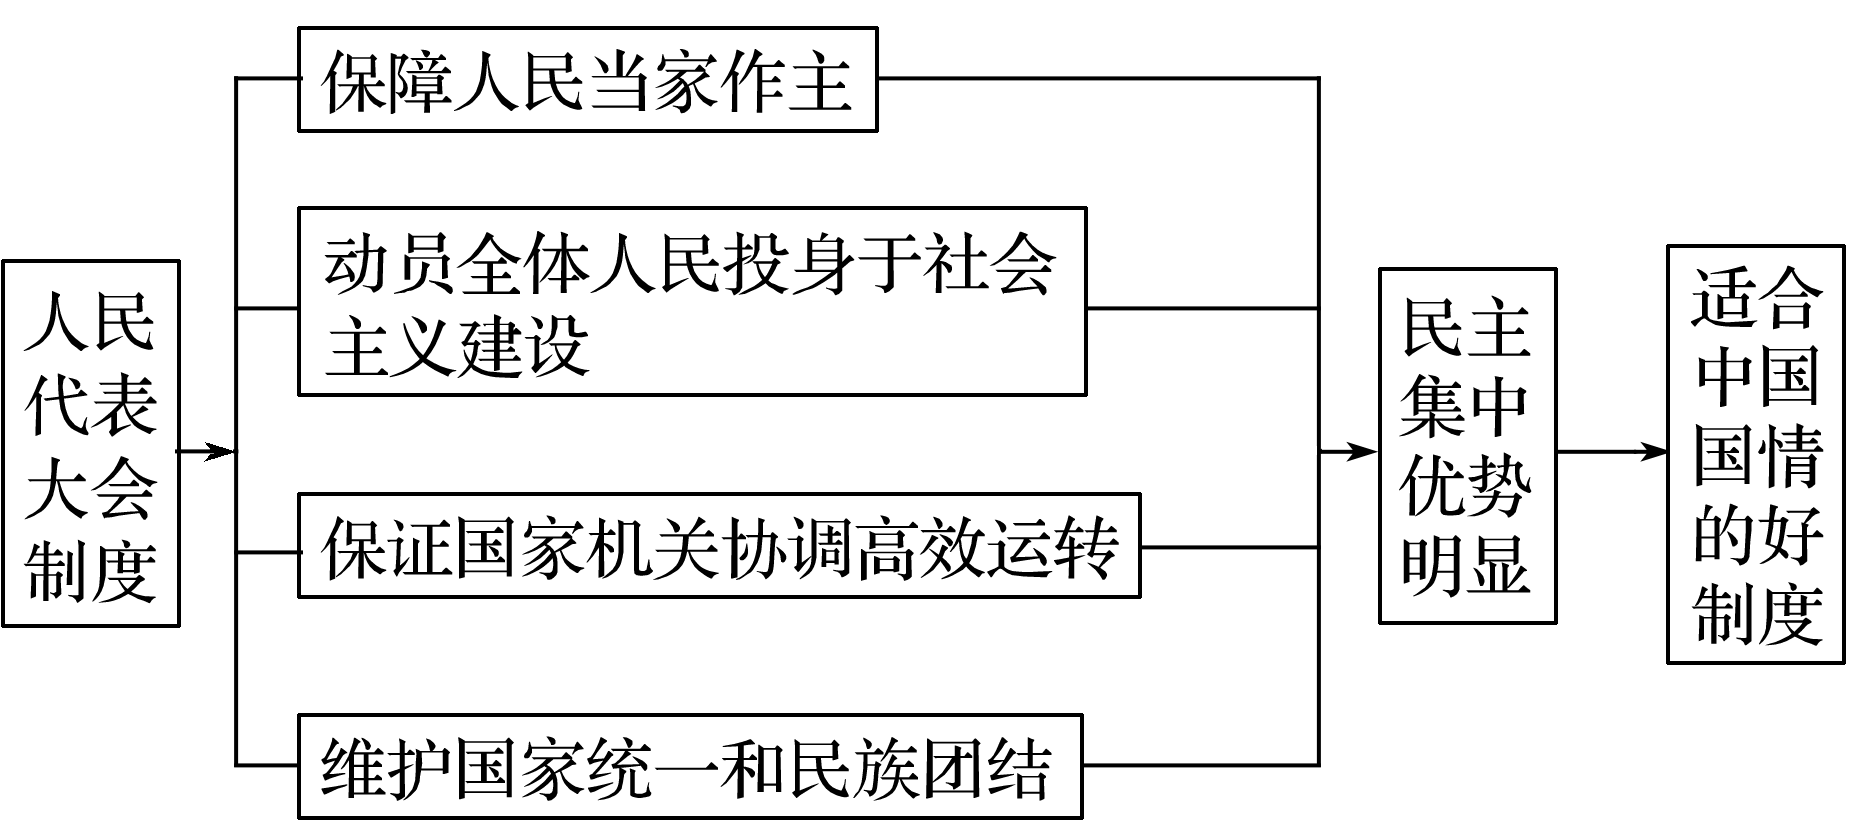 人民
代表
大会
制度
保障人民当家作主
动员全体人民投身于社会
主义建设
保证国家机关协调高效运转
维护国家统一和民族团结
民主
集中
优势
明显
适合
中国
国情
的好
制度